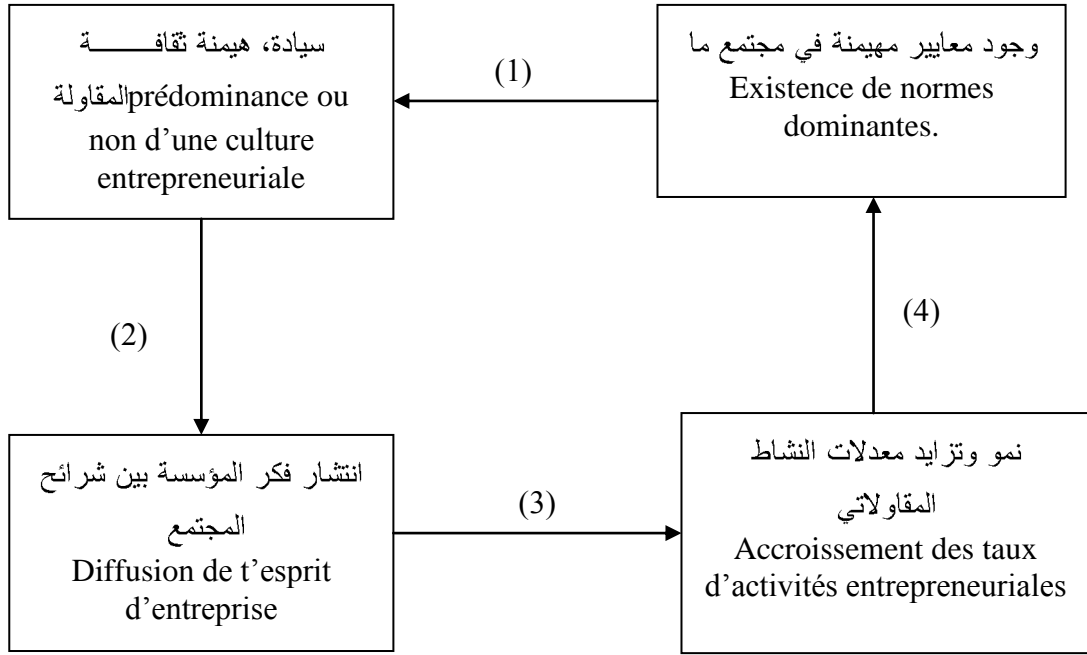 سيادة، هيمنة ثقافـــــــة
المقاولةprédominance ou
non d'une culture
entrepreneuriale
(1)
وجود معايير مهيمنة في مجتمع ما
Existence de normes
dominantes.
(2)
(4)
انتشار فكر المؤسسة بين شرائح
المجتمع
Diffusion de t'esprit
d'entreprise
(3)
نمو وتزايد معدلات النشاط
المقاولاتي
Accroissement des taux
d'activités entrepreneuriales